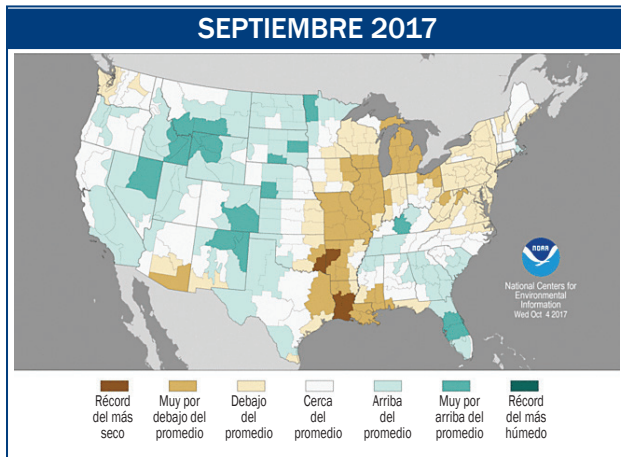 SEPTIEMBRE 2017
NOAA
National Centers for
Environmental
Information
Wed Oct 4 2017
Récord
del más
seco
Muy por
debajo del
promedio
Debajo
del
promedio
Cerca
del
promedio
Arriba
del
promedio
Muy por
arriba del
promedio
Récord
del más
húmedo